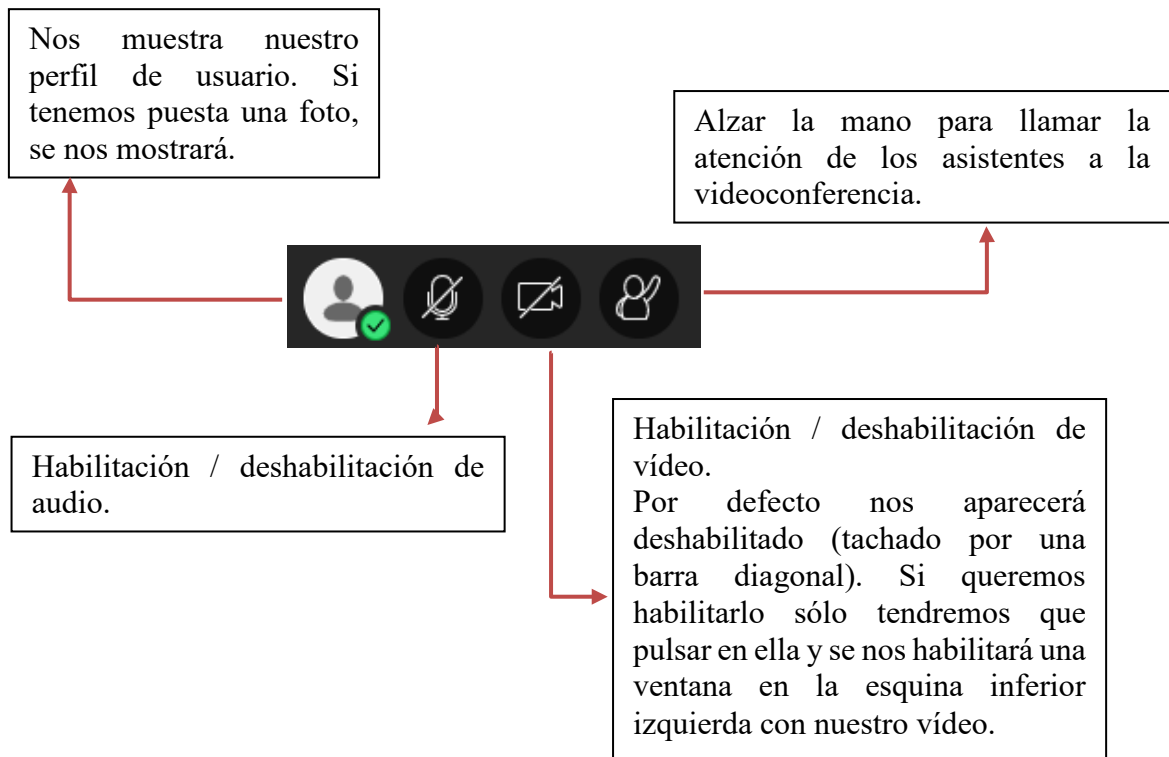 Nos muestra nuestro
perfil de usuario. Si
tenemos puesta una foto,
se nos mostrará.
Alzar la mano para llamar la
atención de los asistentes a la
videoconferencia.
Habilitación / deshabilitación de
audio.
Habilitación / deshabilitación de
vídeo.
Por defecto nos aparecerá
deshabilitado (tachado por una
barra diagonal). Si queremos
habilitarlo sólo tendremos que
pulsar en ella y se nos habilitará una
ventana en la esquina inferior
izquierda con nuestro vídeo.